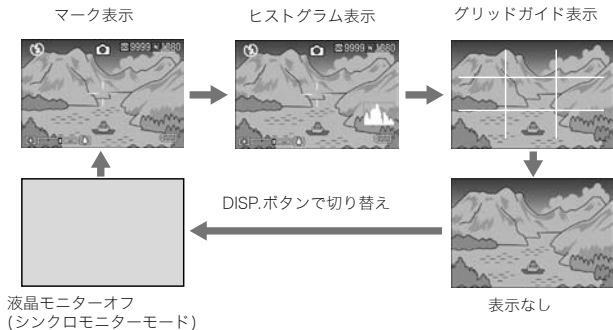 マーク表示
ヒストグラム表示
グリッドガイド表示
9999
9999
DISP.ボタンで切り替え
液晶モニターオフ
(シンクロモニターモード)
表示なし